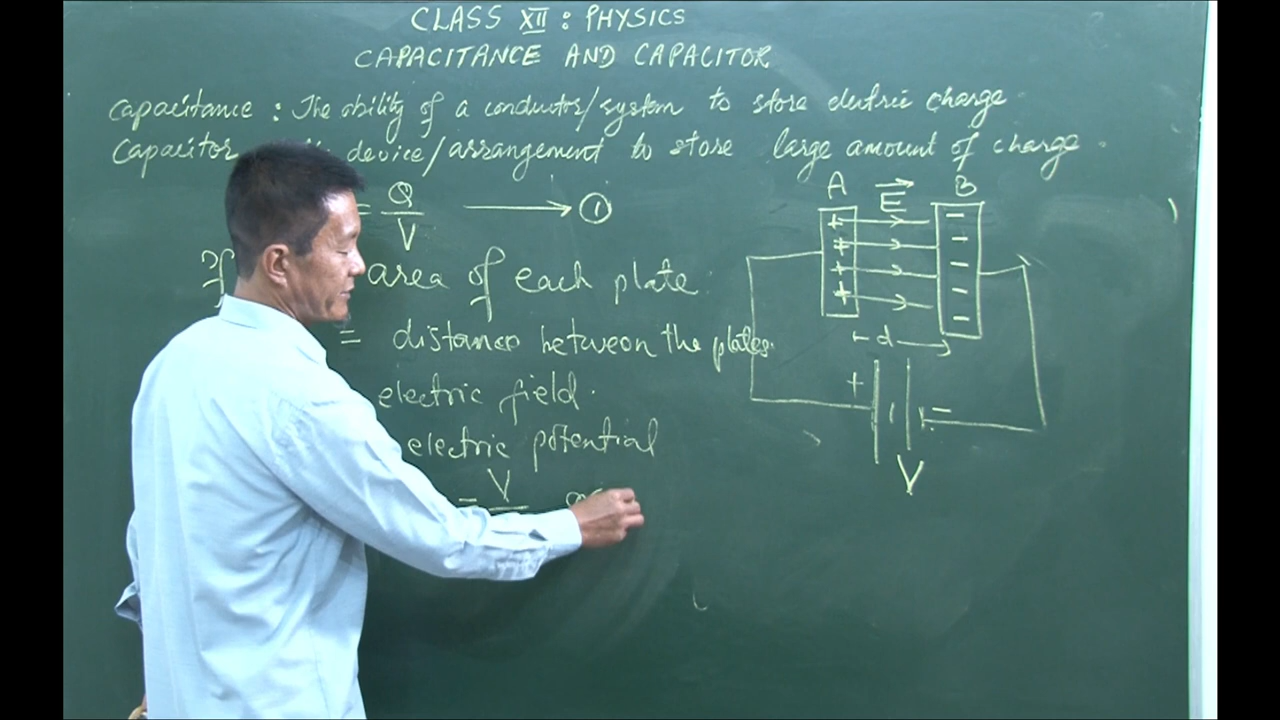 CLASS XII : PHYSICS
CAPACITANCE AND CAPACITOR
Capacitance : The ability of a conductor/system to store electric charge
Capacitor device/arrangement to store large amount of charge.
= Q/V → 1
If area of each plate
= distance between the plates.
electric field.
electric potential
= V
A E B
+ −
+ −
+ −
+ −
−
d
+ −
V